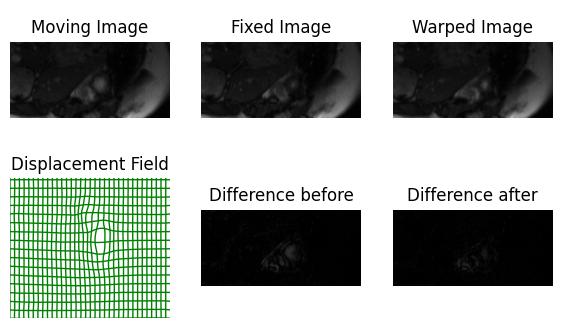 Moving Image
Fixed Image
Warped Image
Displacement Field
Difference before
Difference after